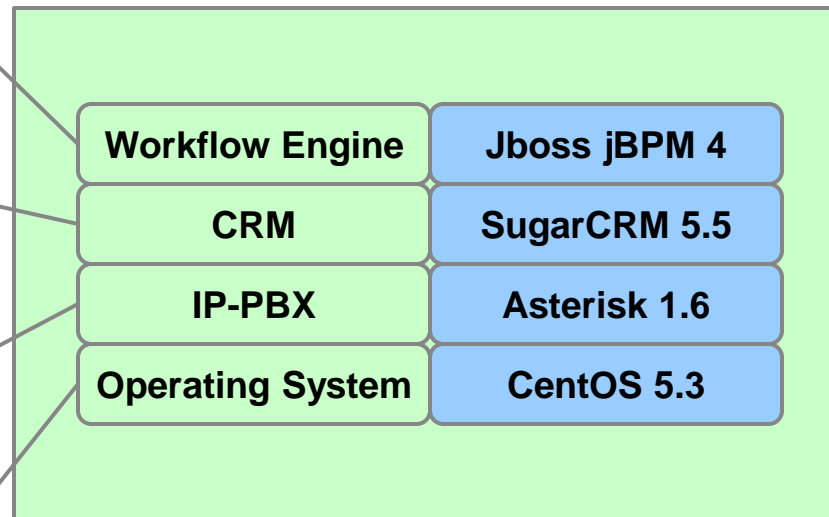 Workflow Engine Jboss jBPM 4
CRM SugarCRM 5.5
IP-PBX Asterisk 1.6
Operating System CentOS 5.3